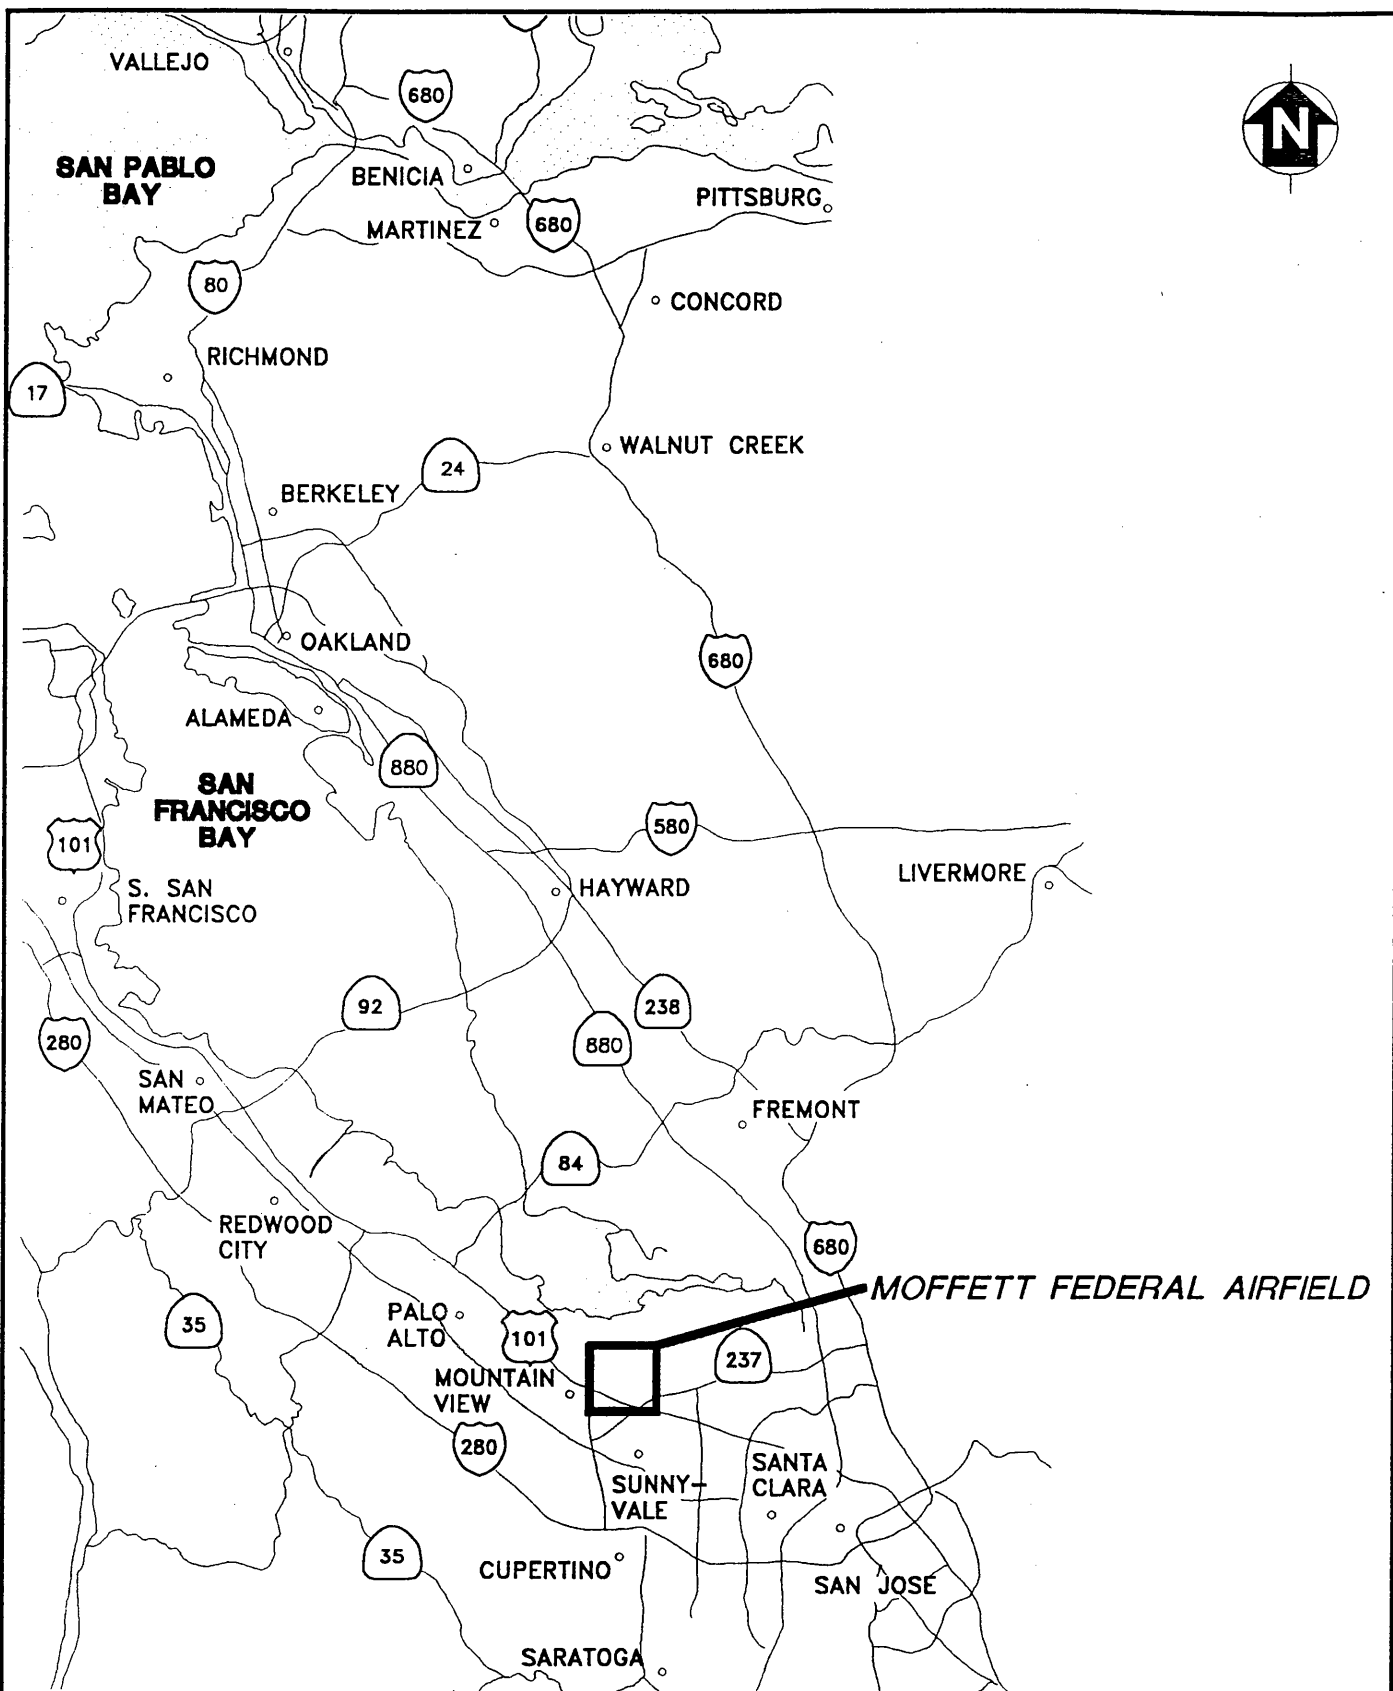 VALLEJO
680
N
SAN PABLO
BAY
BENICIA
PITTSBURG
MARTINEZ
680
80
CONCORD
RICHMOND
17
WALNUT CREEK
24
BERKELEY
OAKLAND
680
ALAMEDA
880
SAN
FRANCISCO
BAY
580
101
LIVERMORE
S. SAN
FRANCISCO
HAYWARD
92
238
280
880
SAN
MATEO
FREMONT
84
REDWOOD
CITY
680
MOFFETT FEDERAL AIRFIELD
PALO
ALTO
35
101
237
MOUNTAIN
VIEW
280
SANTA
CLARA
SUNNY-
VALE
35
CUPERTINO
SAN JOSE
SARATOGA